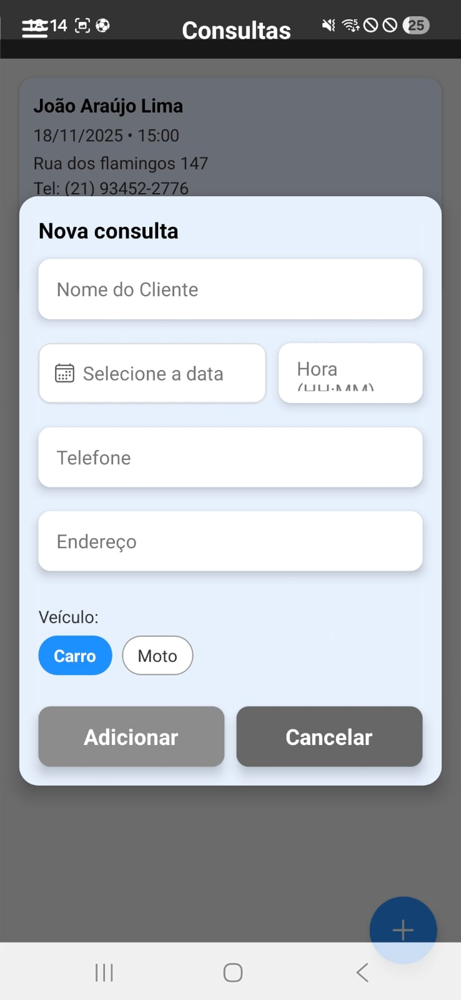 18:14
25
Consultas
João Araújo Lima
18/11/2025 • 15:00
Rua dos flamingos 147
Tel: (21) 93452-2776
Nova consulta
Nome do Cliente
Selecione a data
Hora
(HH:MM)
Telefone
Endereço
Veículo:
Carro
Moto
Adicionar
Cancelar